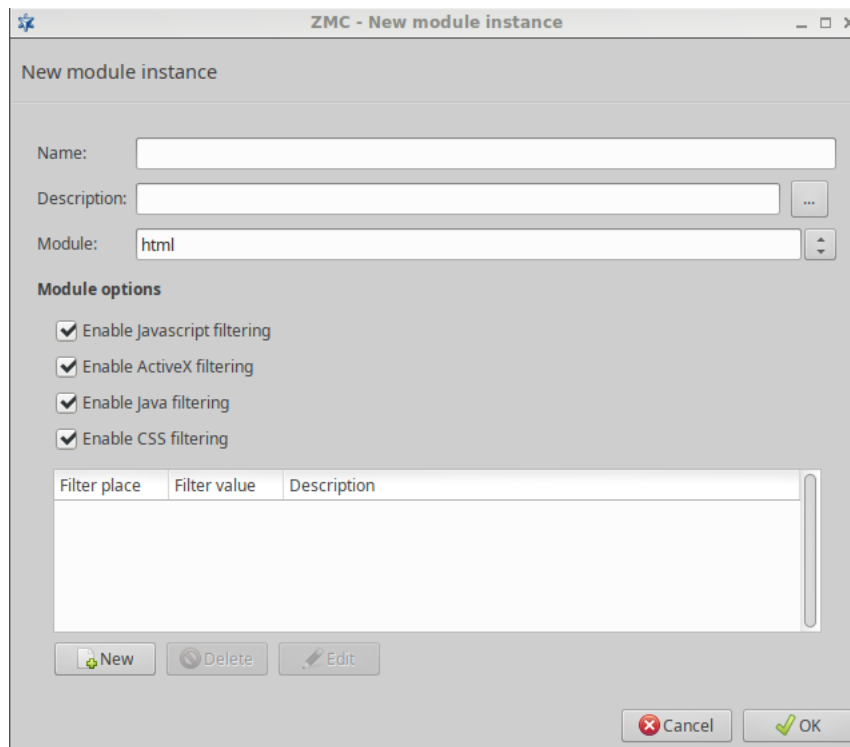 ZMC - New module instance
New module instance
Name:
Description: ...
Module: html
Module options
Enable Javascript filtering
Enable ActiveX filtering
Enable Java filtering
Enable CSS filtering
Filter place Filter value Description
New Delete Edit
Cancel OK